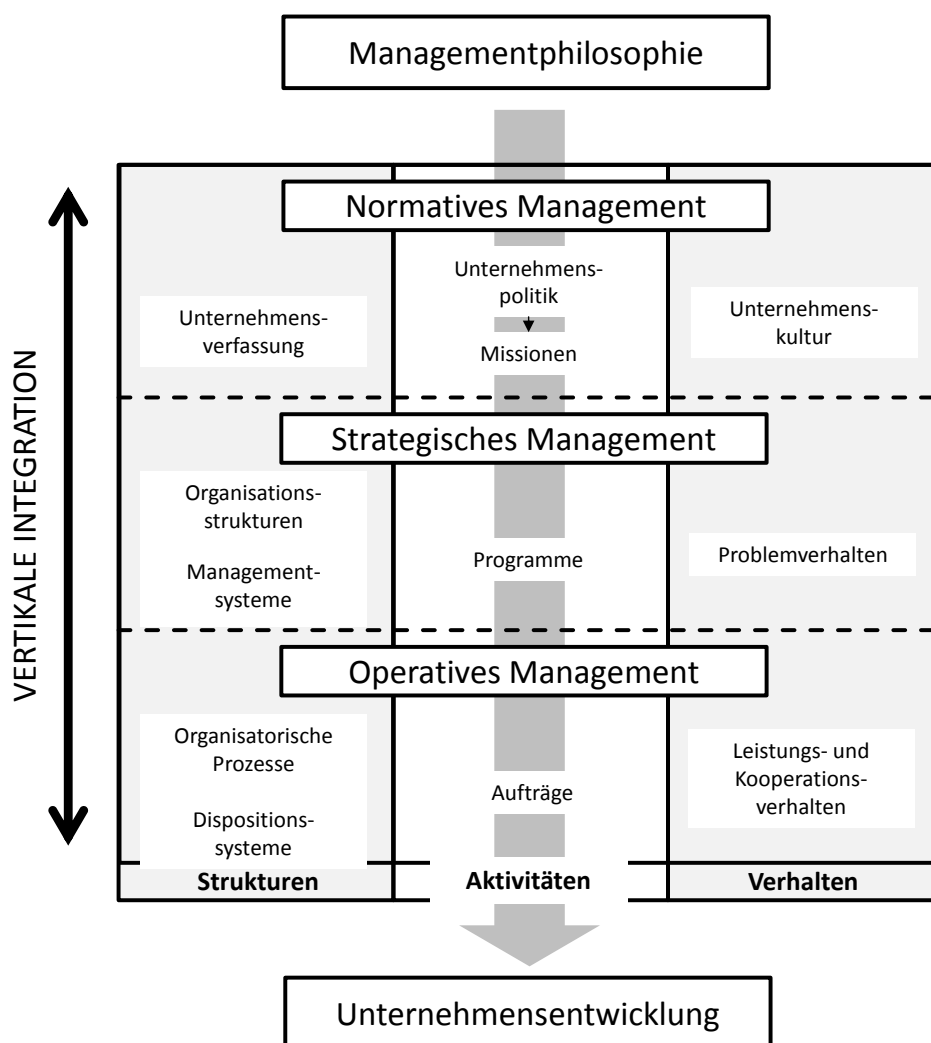 Managementphilosophie
VERTIKALE INTEGRATION
Normatives Management
Unternehmens-
verfassung
Unternehmens-
politik
Missionen
Unternehmens-
kultur
Strategisches Management
Organisations-
strukturen
Management-
systeme
Programme
Problemverhalten
Operatives Management
Organisatorische
Prozesse
Dispositions-
systeme
Aufträge
Leistungs- und
Kooperations-
verhalten
Strukturen
Aktivitäten
Verhalten
Unternehmensentwicklung